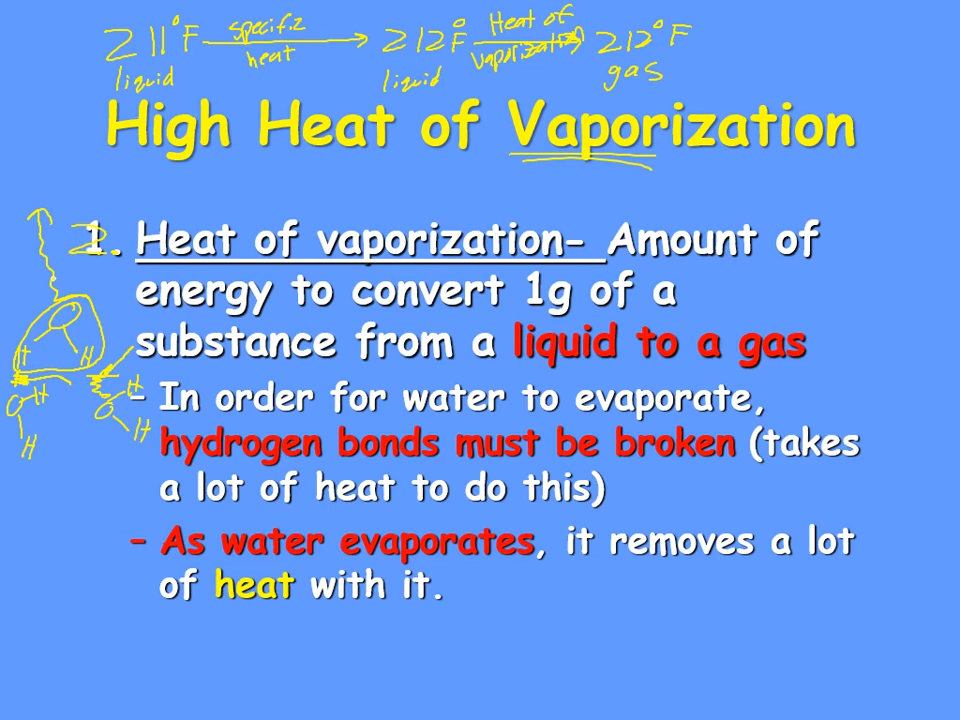 211°F specific heat → 212°F Heat of vaporization → 212°F
liquid liquid gas
High Heat of Vaporization
1. Heat of vaporization- Amount of
energy to convert 1g of a
substance from a liquid to a gas
– In order for water to evaporate,
hydrogen bonds must be broken (takes
a lot of heat to do this)
– As water evaporates, it removes a lot
of heat with it.
2
O
H H
H H
O O
H H